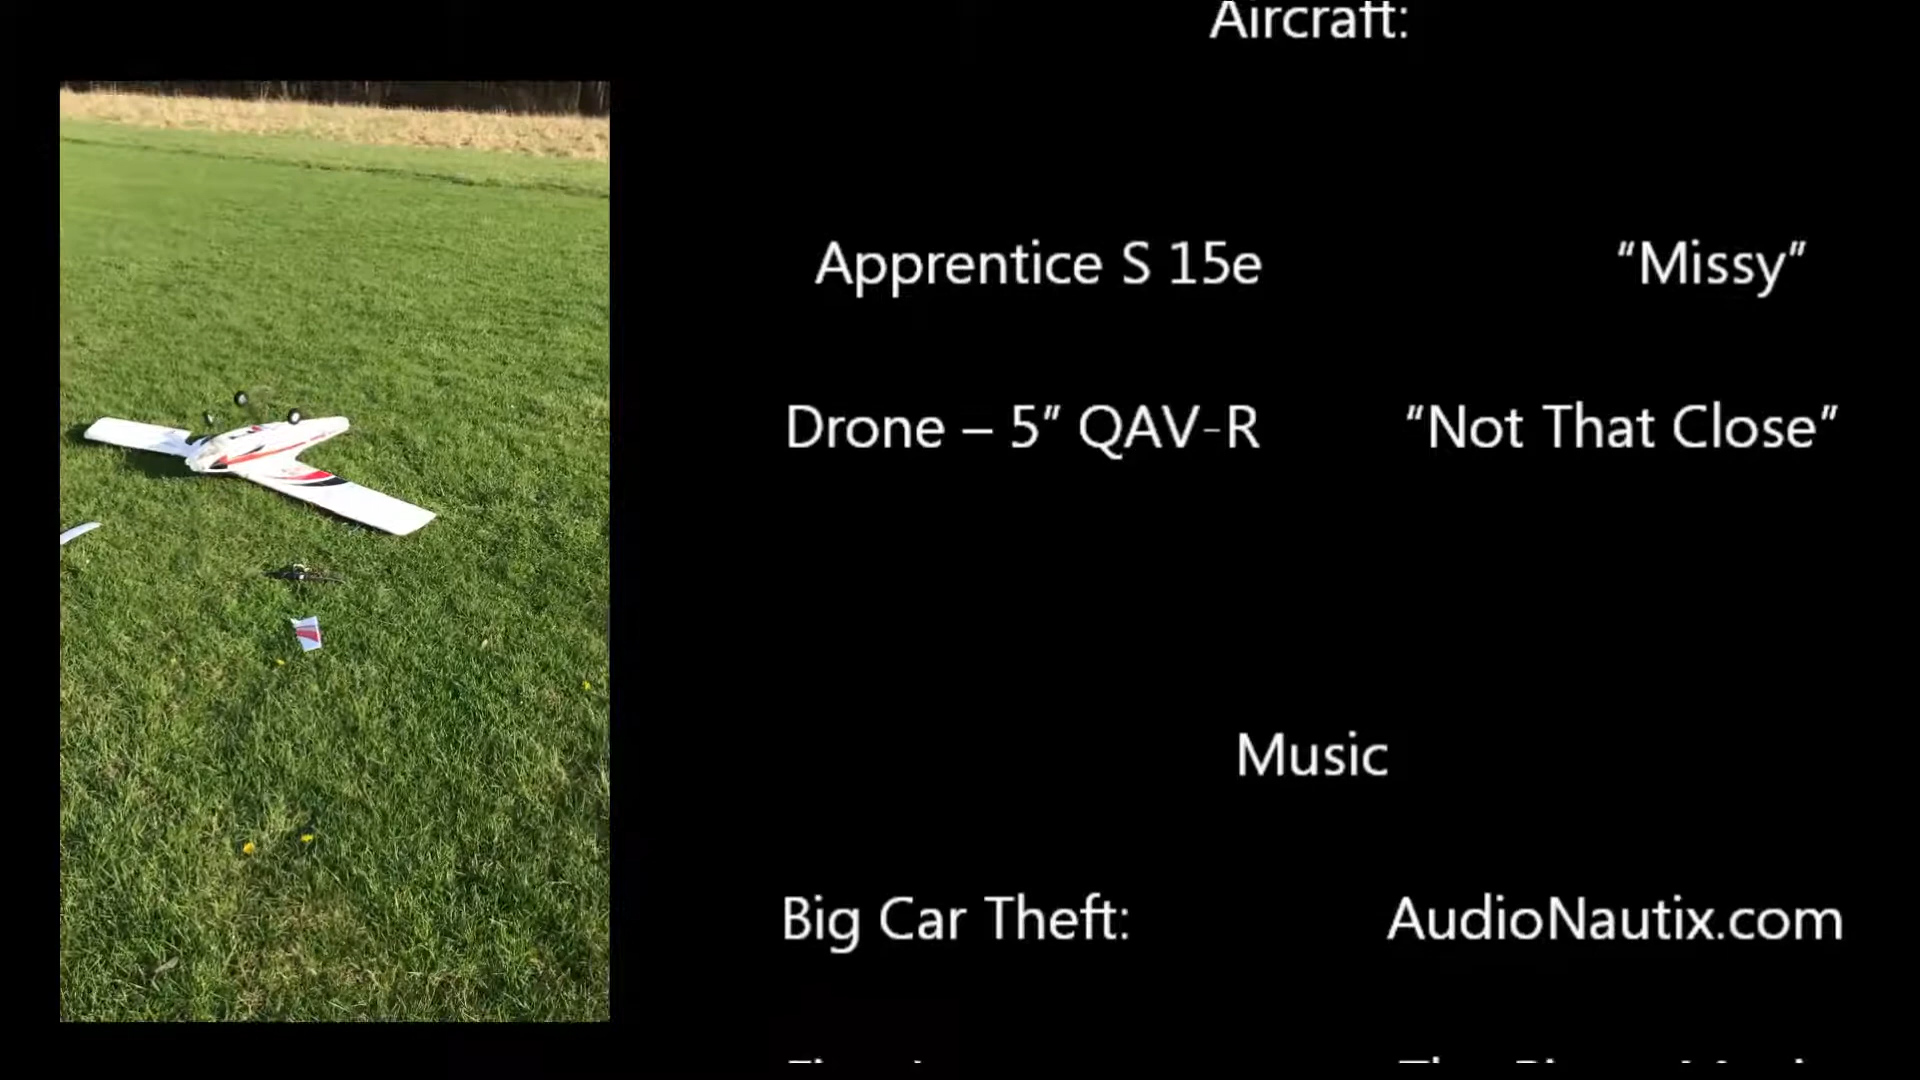 Aircraft:
Apprentice S 15e “Missy”
Drone – 5” QAV-R “Not That Close”
Music
Big Car Theft: AudioNautix.com